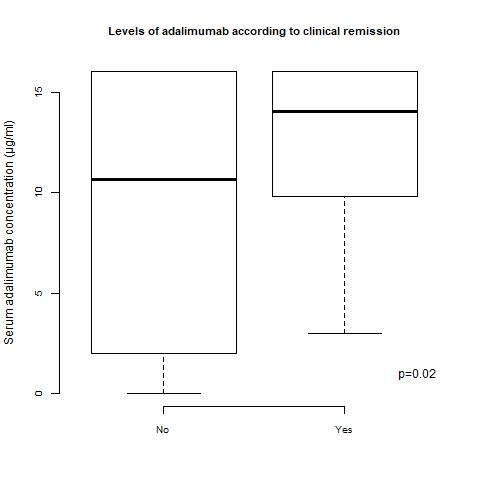 Levels of adalimumab according to clinical remission
Serum adalimumab concentration (µg/ml)
15
10
5
0
p=0.02
No
Yes